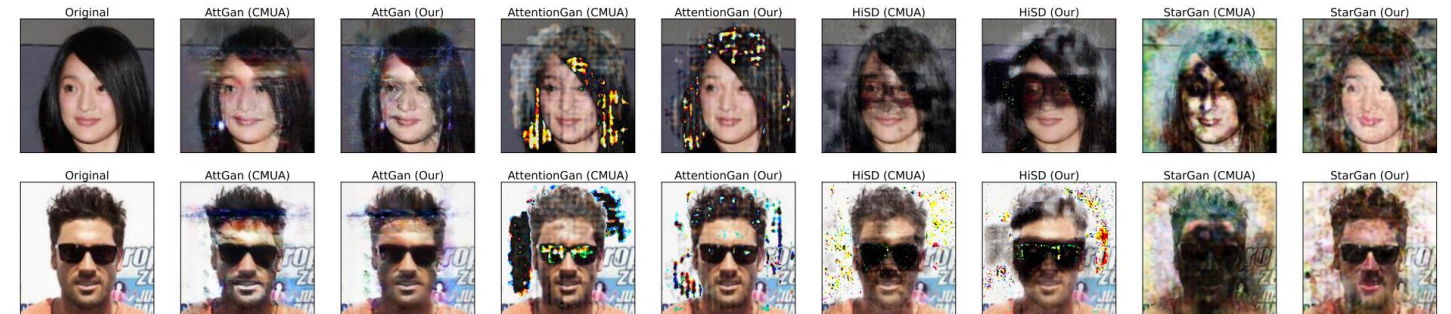 Original AttGan (CMUA) AttGan (Our) AttentionGan (CMUA) AttentionGan (Our) HiSD (CMUA) HiSD (Our) StarGan (CMUA) StarGan (Our)
Original AttGan (CMUA) AttGan (Our) AttentionGan (CMUA) AttentionGan (Our) HiSD (CMUA) HiSD (Our) StarGan (CMUA) StarGan (Our)